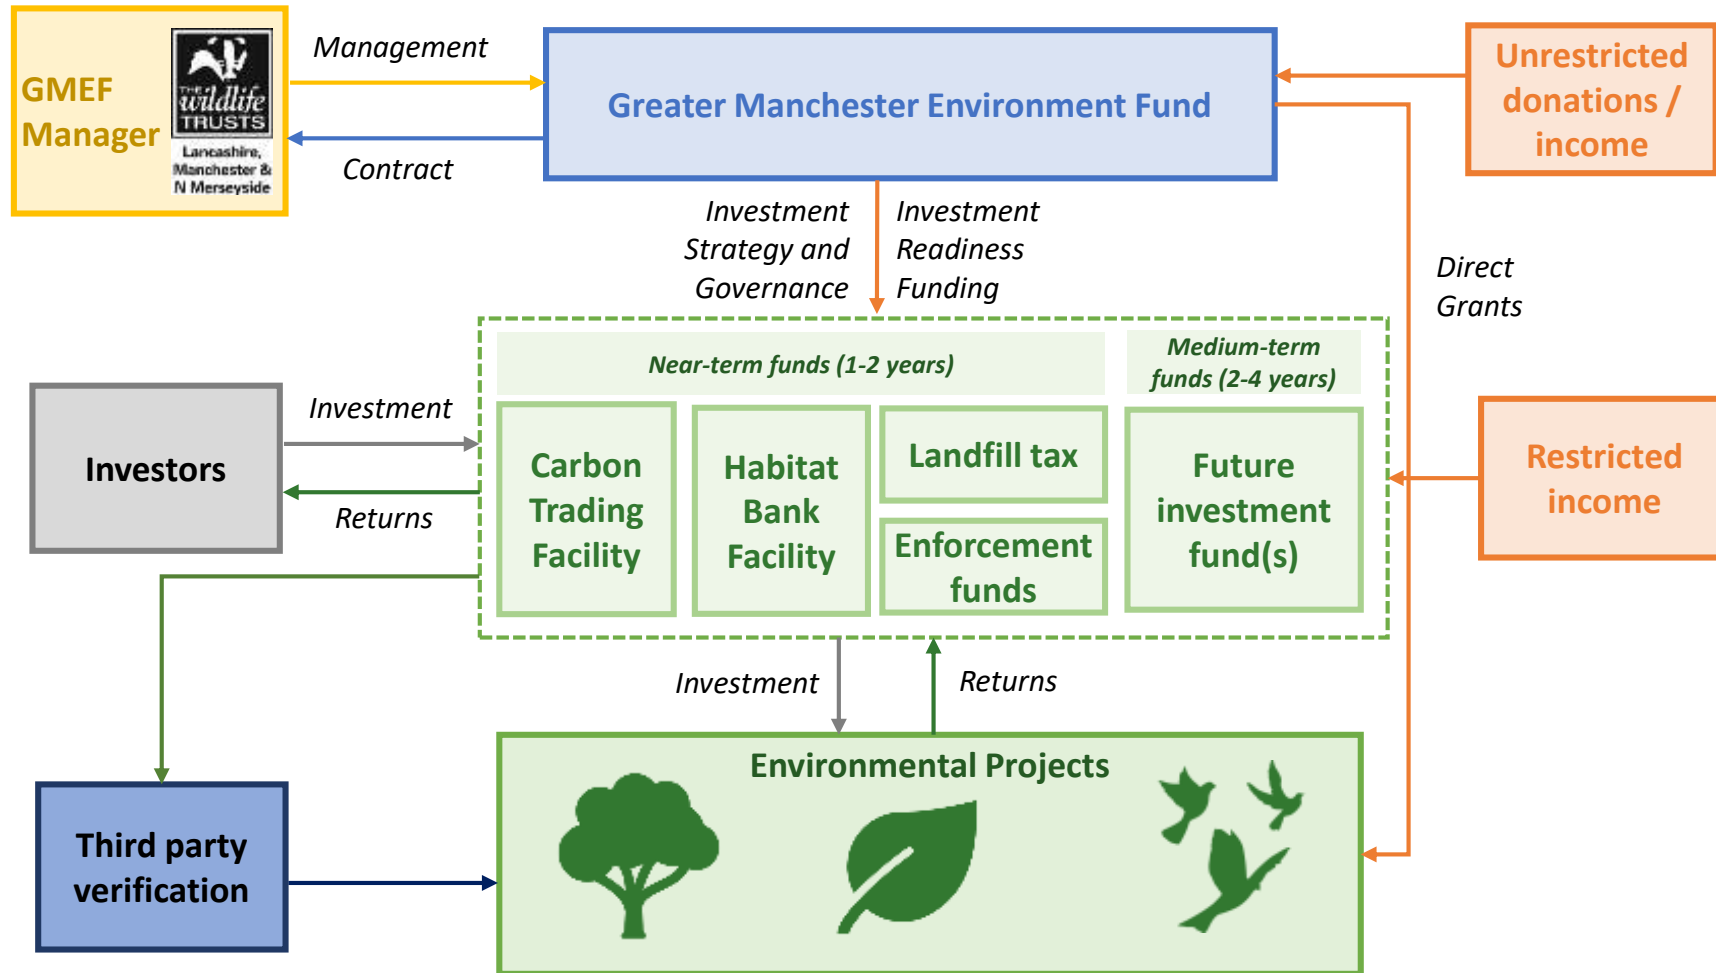 GMEF
Manager
THE
wildlife
TRUSTS
Lancashire,
Manchester &
N Merseyside
Management
Contract
Greater Manchester Environment Fund
Unrestricted
donations /
income
Investment
Strategy and
Governance
Investment
Readiness
Funding
Direct
Grants
Near-term funds (1-2 years)
Medium-term
funds (2-4 years)
Investors
Investment
Returns
Carbon
Trading
Facility
Habitat
Bank
Facility
Landfill tax
Enforcement
funds
Future
investment
fund(s)
Restricted
income
Investment
Returns
Third party
verification
Environmental Projects